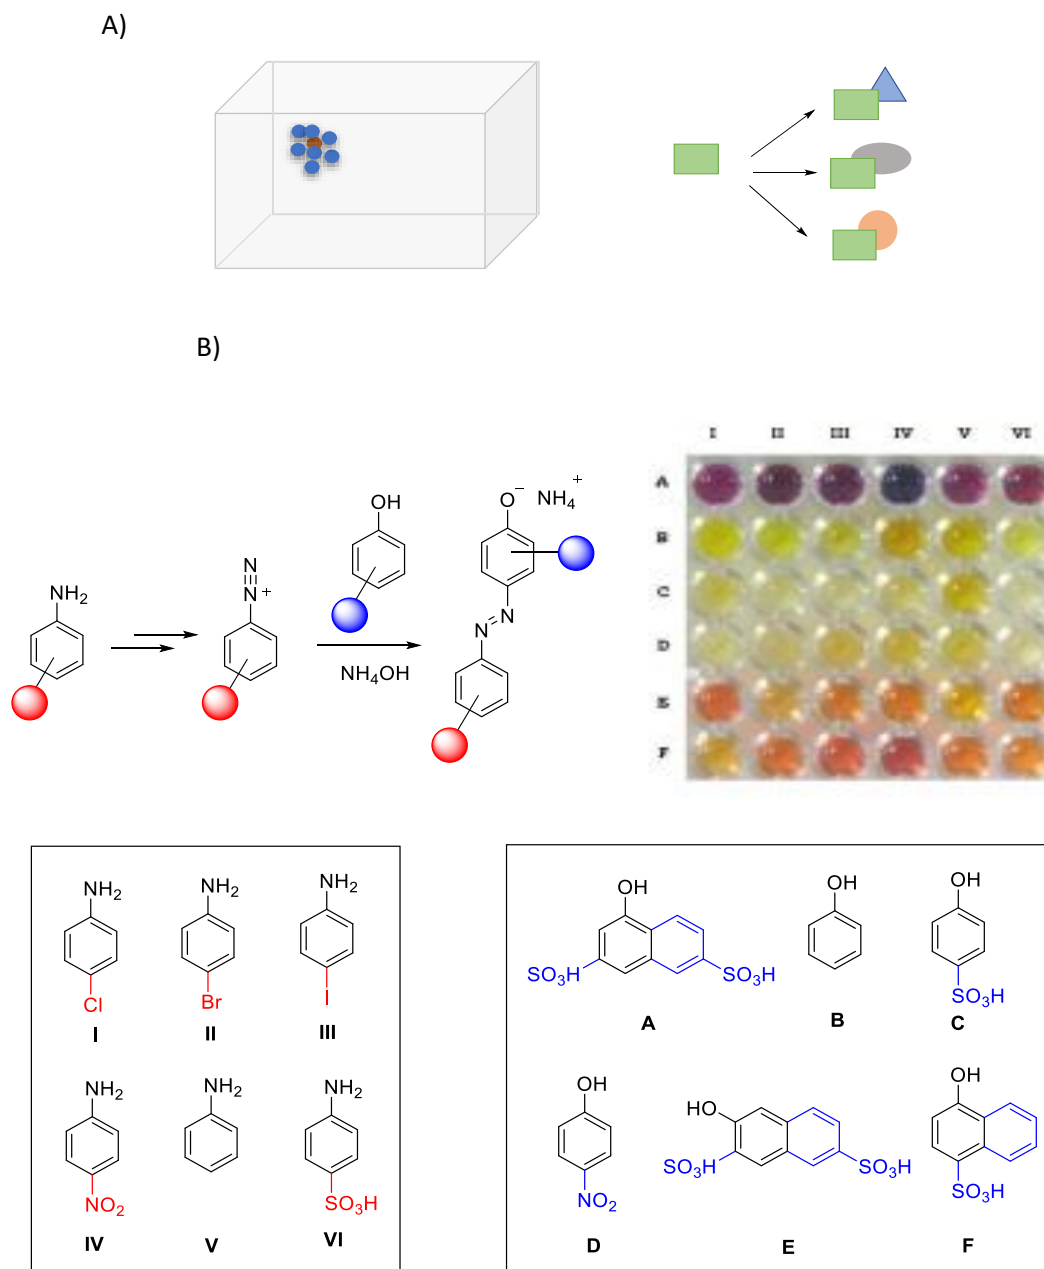 A)
B)
I II III IV V VI
A
B
C
D
E
F
NH2
N
N+
OH
NH4OH
O− NH4+
N
N
NH2 NH2 NH2
Cl Br I
I II III
NH2 NH2 NH2
NO2 SO3H
IV V VI
OH OH OH
SO3H SO3H SO3H
A B C
OH HO OH
SO3H SO3H
NO2 SO3H
D E F